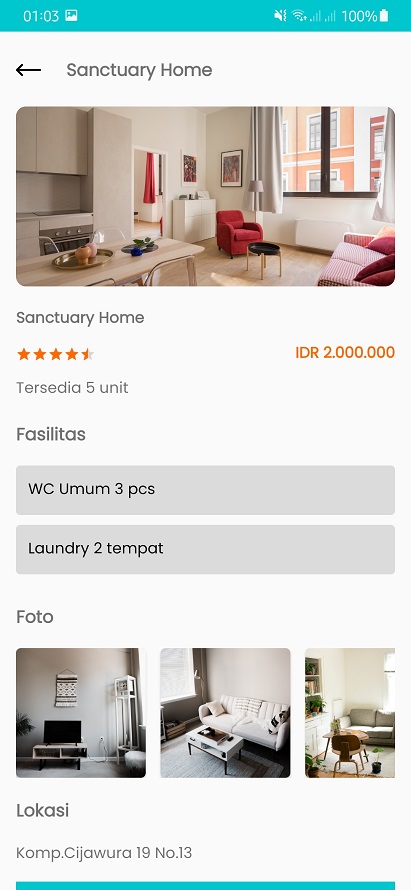 01:03
100%
Sanctuary Home
Sanctuary Home
IDR 2.000.000
Tersedia 5 unit
Fasilitas
WC Umum 3 pcs
Laundry 2 tempat
Foto
Lokasi
Komp.Cijawura 19 No.13